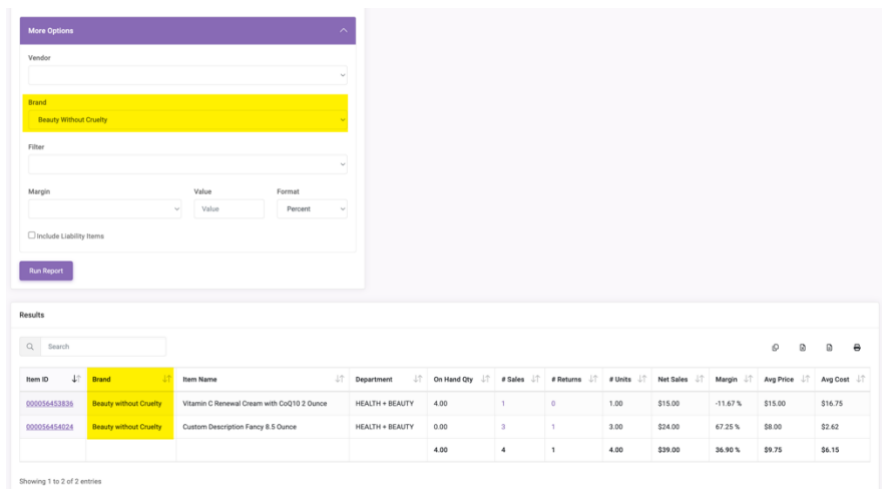 More Options
Vendor
Brand
Beauty Without Cruelty
Filter
Margin Value Format
Value Percent
Include Liability Items
Run Report
Results
Search
Item ID Brand Item Name Department On Hand Qty # Sales # Returns # Units Net Sales Margin Avg Price Avg Cost
000056453836 Beauty without Cruelty Vitamin C Renewal Cream with CoQ10 2 Ounce HEALTH + BEAUTY 4.00 1 0 1.00 $15.00 -11.67 % $15.00 $16.75
000056454024 Beauty without Cruelty Custom Description Fancy 8.5 Ounce HEALTH + BEAUTY 0.00 3 1 3.00 $24.00 67.25 % $8.00 $2.62
4.00 4 1 4.00 $39.00 36.90 % $9.75 $6.15
Showing 1 to 2 of 2 entries